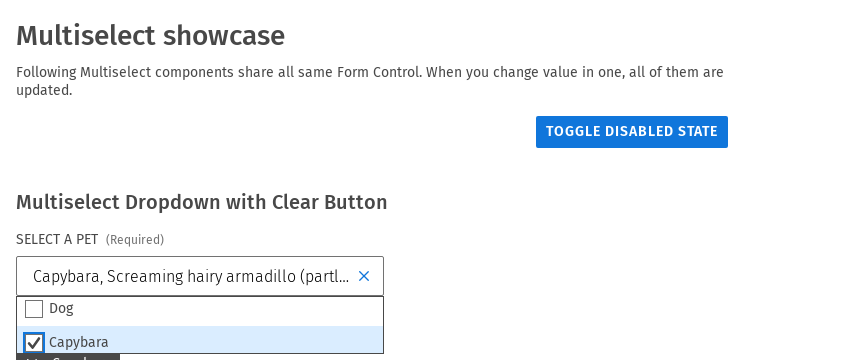 Multiselect showcase
Following Multiselect components share all same Form Control. When you change value in one, all of them are
updated.
TOGGLE DISABLED STATE
Multiselect Dropdown with Clear Button
SELECT A PET (Required)
Capybara, Screaming hairy armadillo (partl...
Dog
Capybara